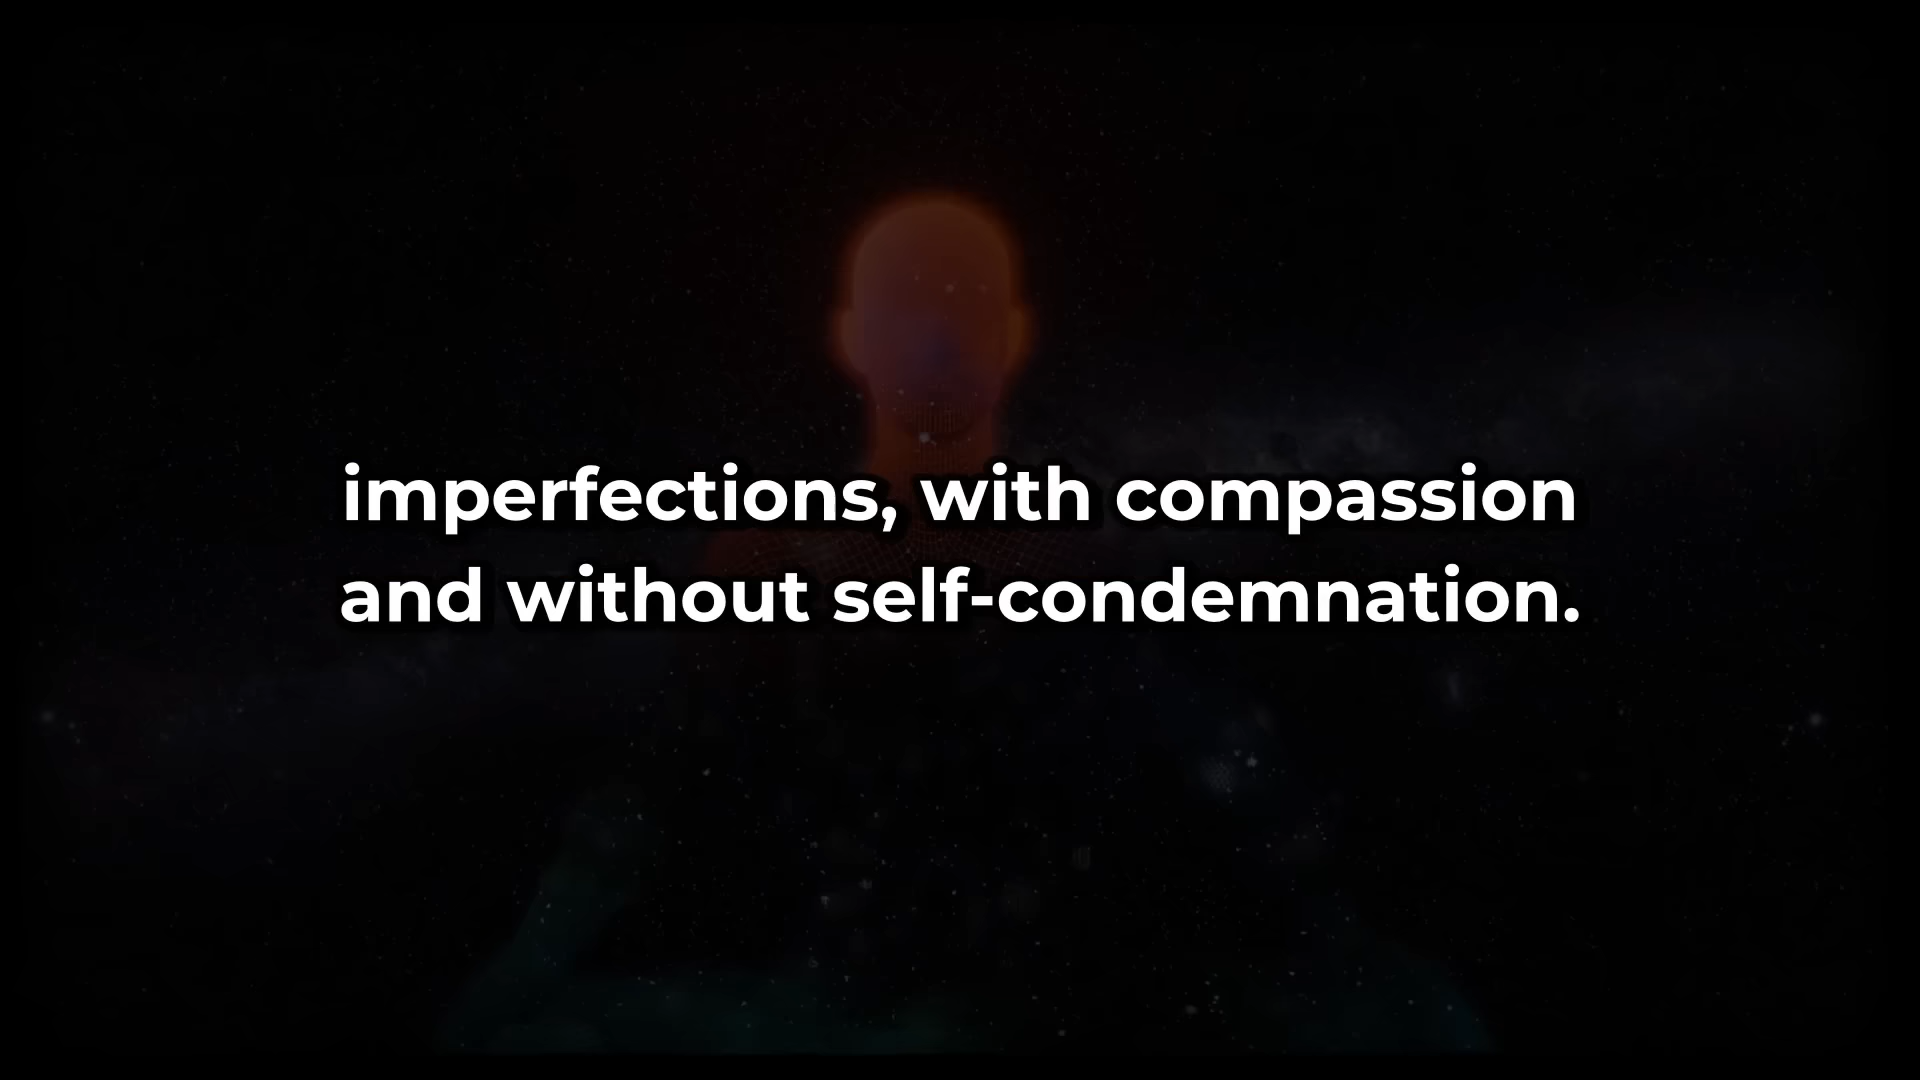 imperfections, with compassion
and without self-condemnation.